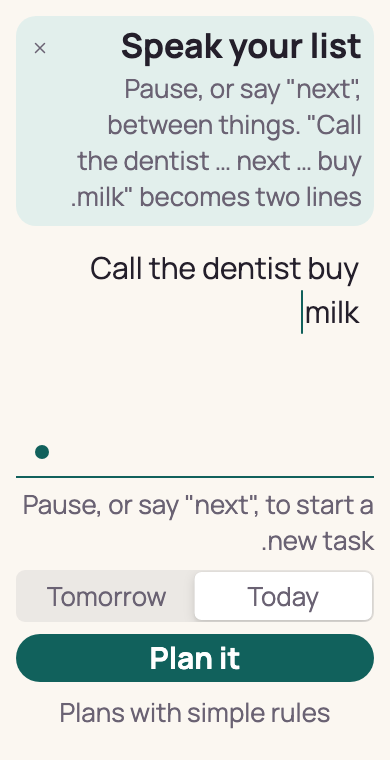 Speak your list
Pause, or say "next",
between things. "Call
the dentist … next … buy
milk" becomes two lines.
Call the dentist buy
milk
Pause, or say "next", to start a
new task.
Today
Tomorrow
Plan it
Plans with simple rules